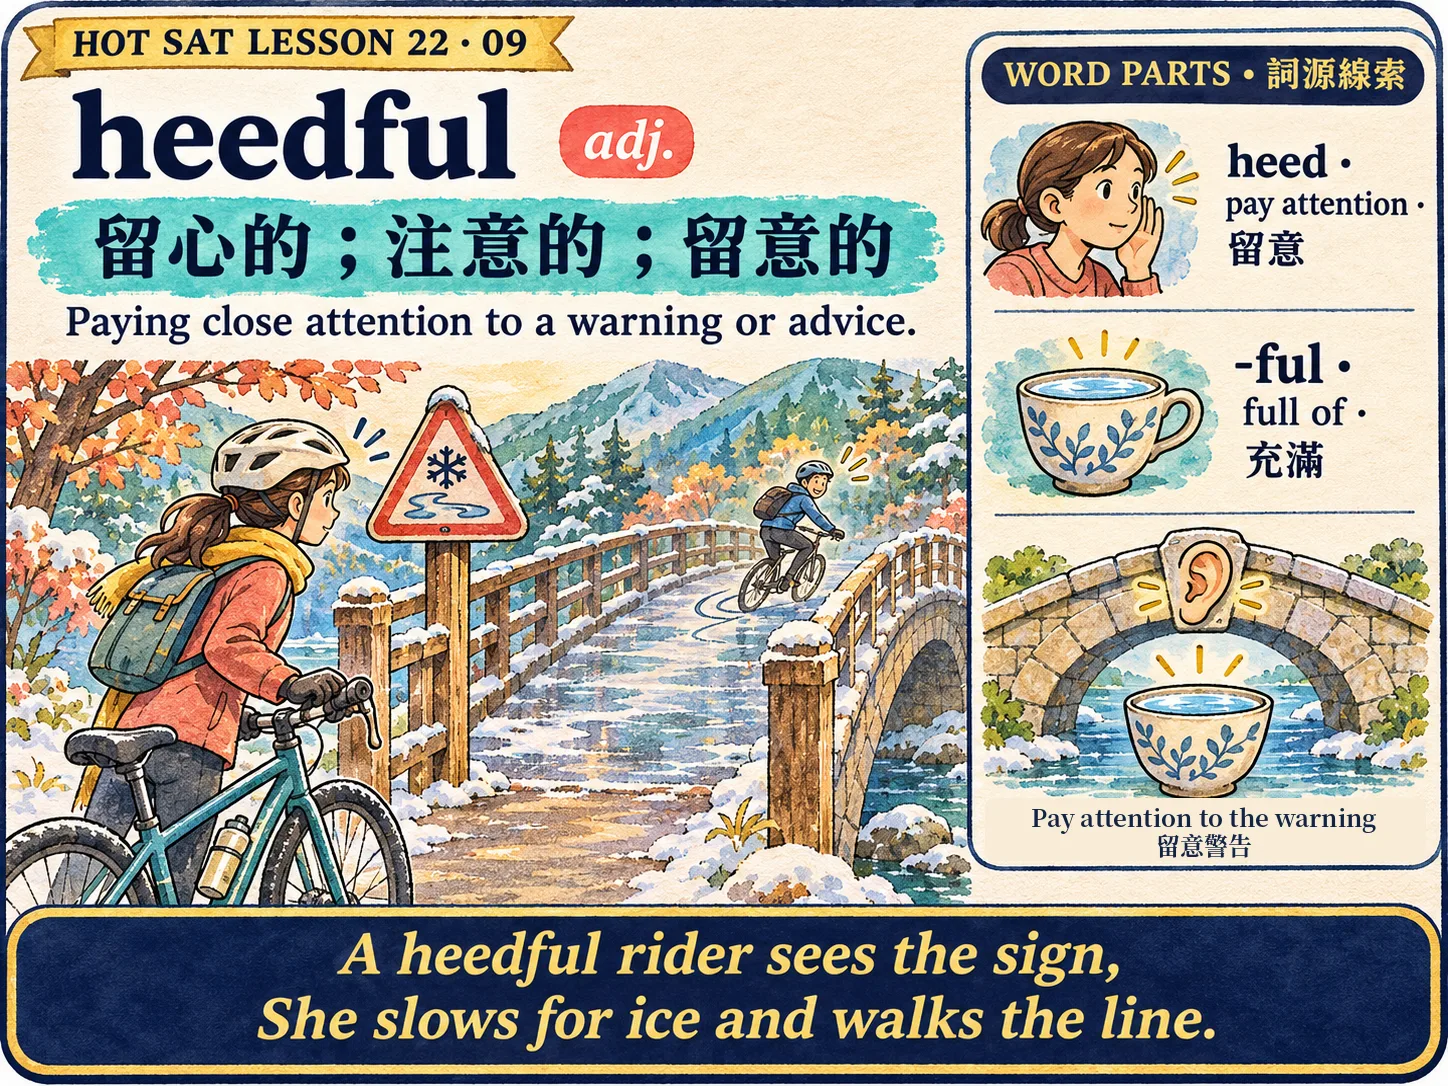 HOT SAT LESSON 22 · 09
heedful
adj.
留心的；注意的；留意的
Paying close attention to a warning or advice.
WORD PARTS • 詞源線索
heed •
pay attention •
留意
-ful •
full of •
充滿
Pay attention to the warning
留意警告
A heedful rider sees the sign,
She slows for ice and walks the line.